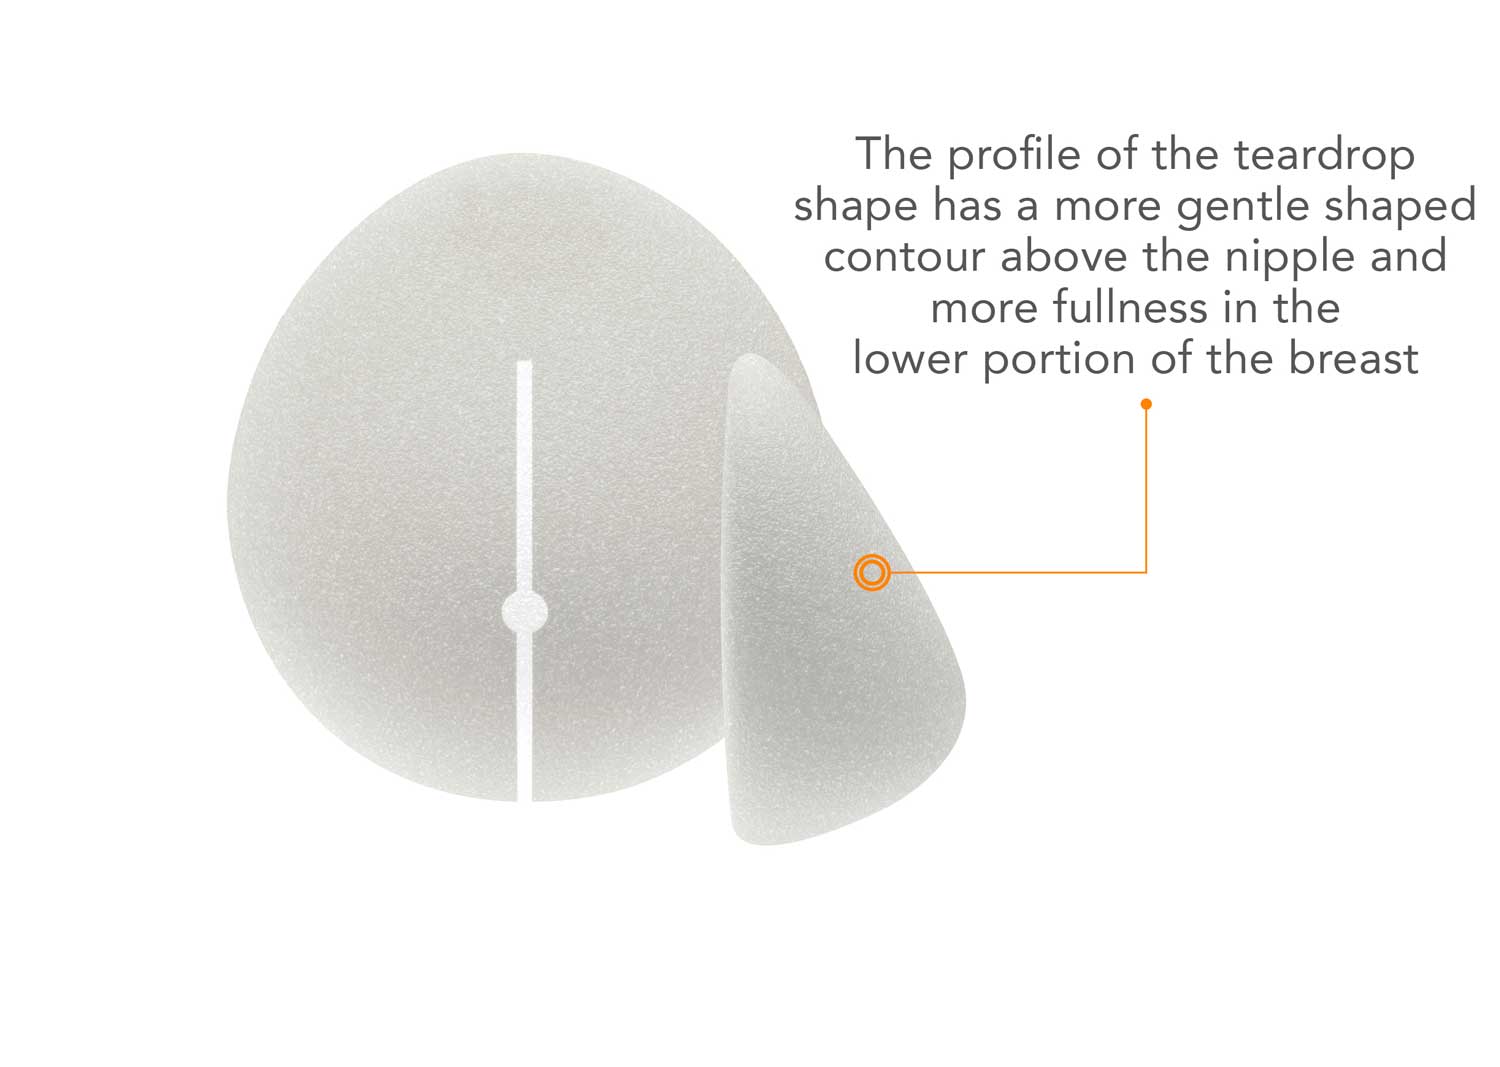 The profile of the teardrop
shape has a more gentle shaped
contour above the nipple and
more fullness in the
lower portion of the breast